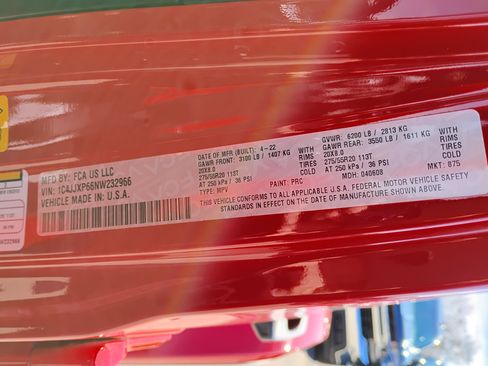 MFD BY: FCA US LLC
VIN: 1C4JJXP66NW232966
VEHICLE MADE IN: U.S.A.
DATE OF MFR (BUILT): 4-22
GAWR FRONT: 3100 LB / 1407 KG WITH
20X8.0 RIMS
275/55R20 113T TIRES
AT 250 kPa / 36 PSI COLD
TYPE: MPV
GVWR: 6200 LB / 2813 KG
GAWR REAR: 3550 LB / 1611 KG WITH
20X8.0 RIMS
275/55R20 113T TIRES
AT 250 kPa / 36 PSI COLD
PAINT: PRC MDH: 040608 MKT: 875
THIS VEHICLE CONFORMS TO ALL APPLICABLE U.S.A. FEDERAL MOTOR VEHICLE SAFETY
STANDARDS IN EFFECT ON THE DATE OF MANUFACTURE SHOWN ABOVE
W232966